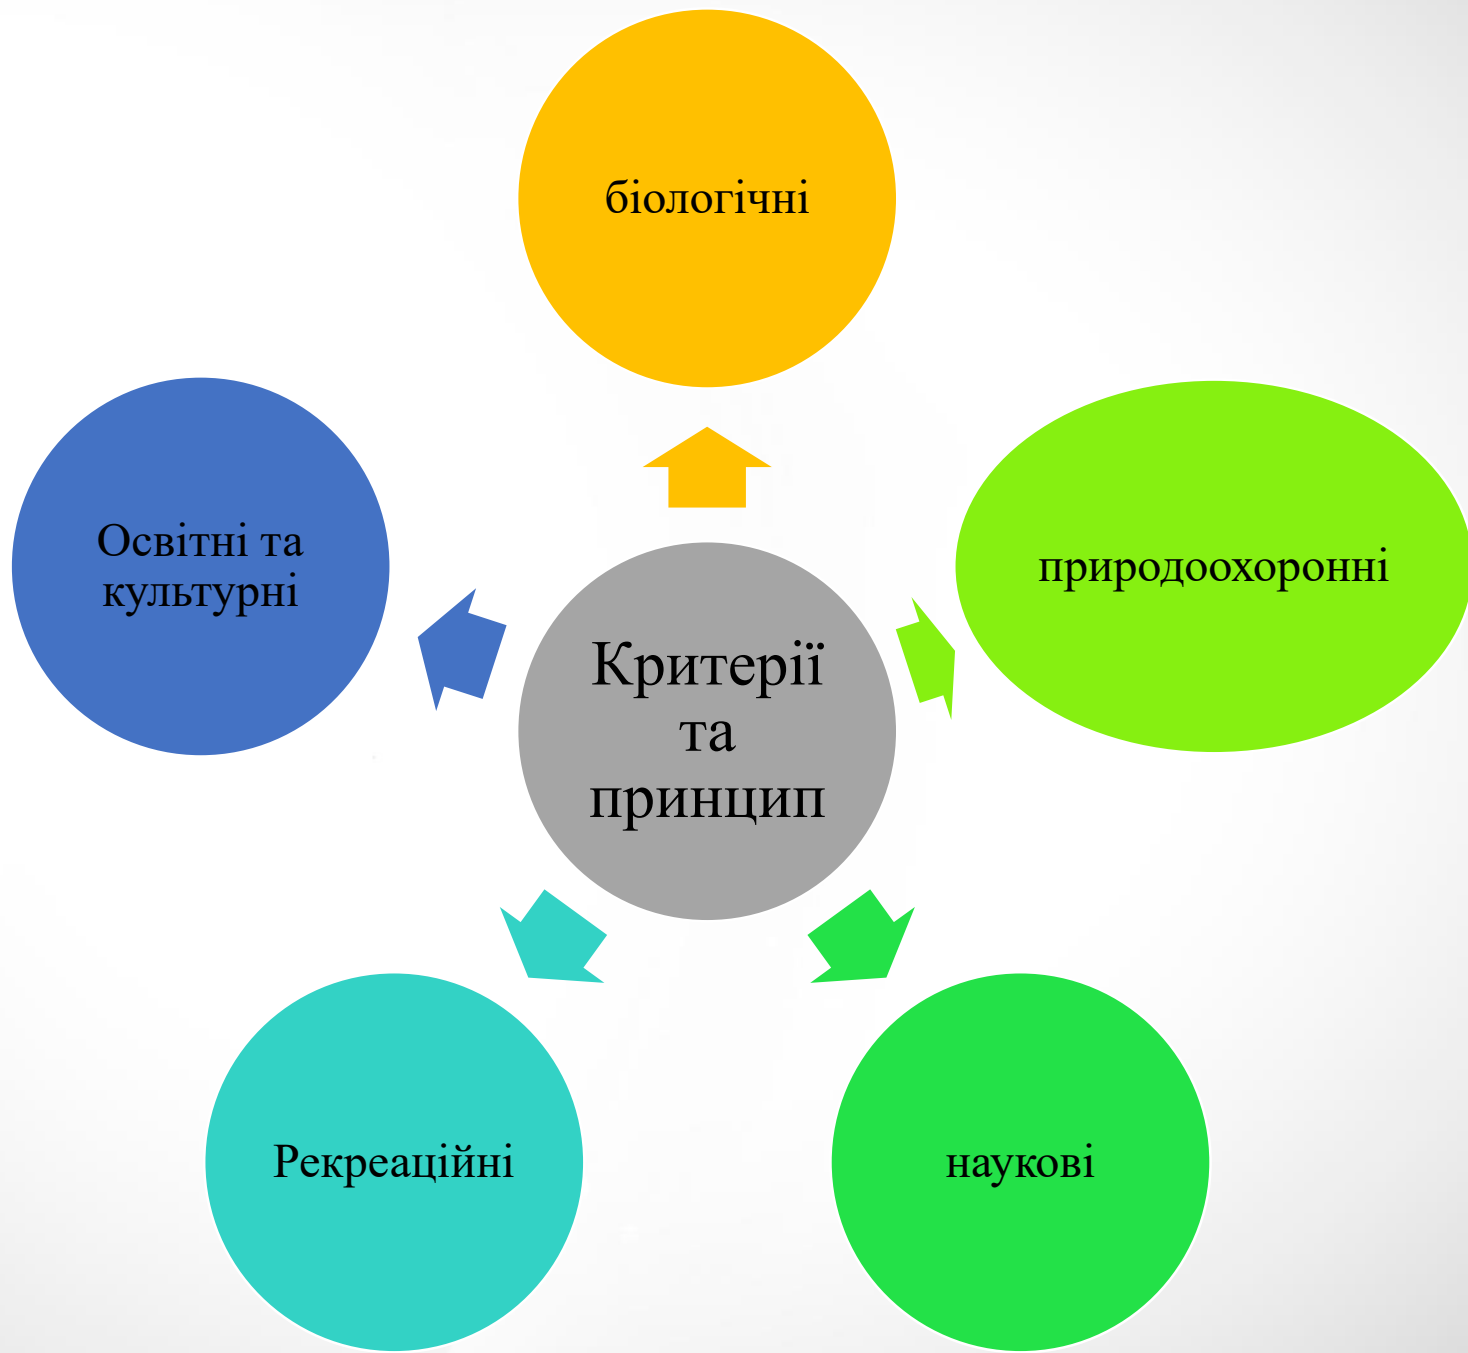 біологічні
Освітні та
культурні
природоохоронні
Критерії
та
принцип
Рекреаційні
наукові